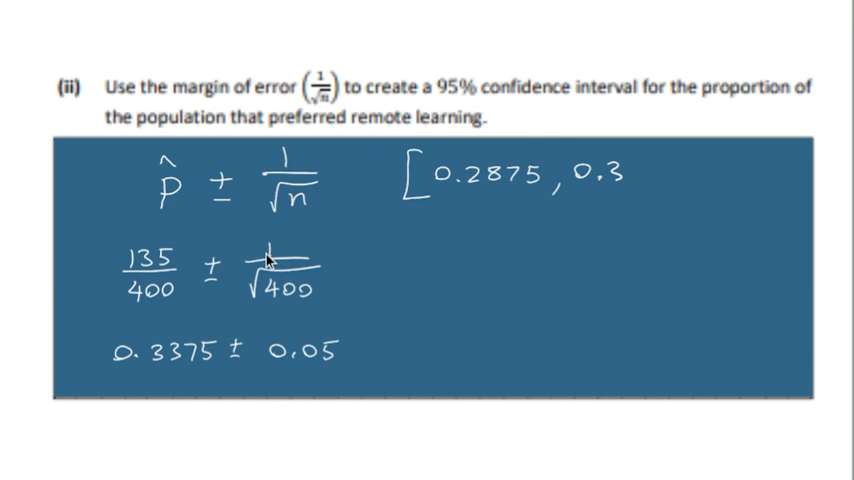 (ii) Use the margin of error (1/√n) to create a 95% confidence interval for the proportion of
the population that preferred remote learning.
p̂ ± 1/√n [0.2875, 0.3
135/400 ± 1/√400
0.3375 ± 0.05